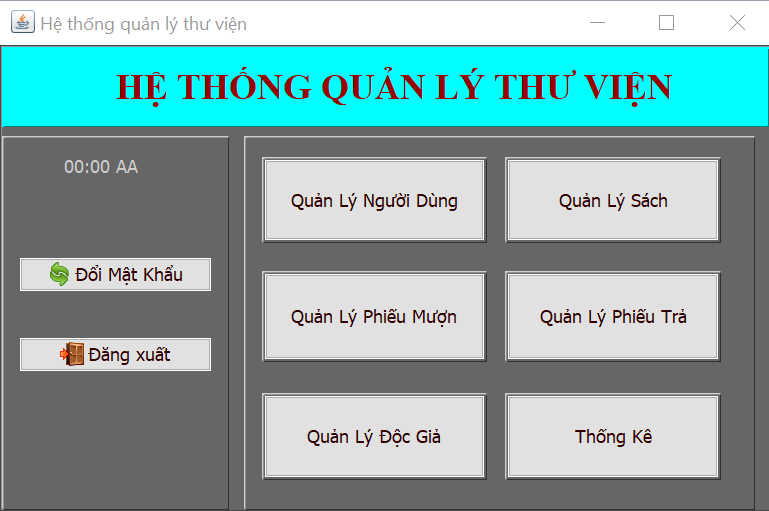 Hệ thống quản lý thư viện
HỆ THỐNG QUẢN LÝ THƯ VIỆN
00:00 AA
Đổi Mật Khẩu
Đăng xuất
Quản Lý Người Dùng
Quản Lý Sách
Quản Lý Phiếu Mượn
Quản Lý Phiếu Trả
Quản Lý Độc Giả
Thống Kê